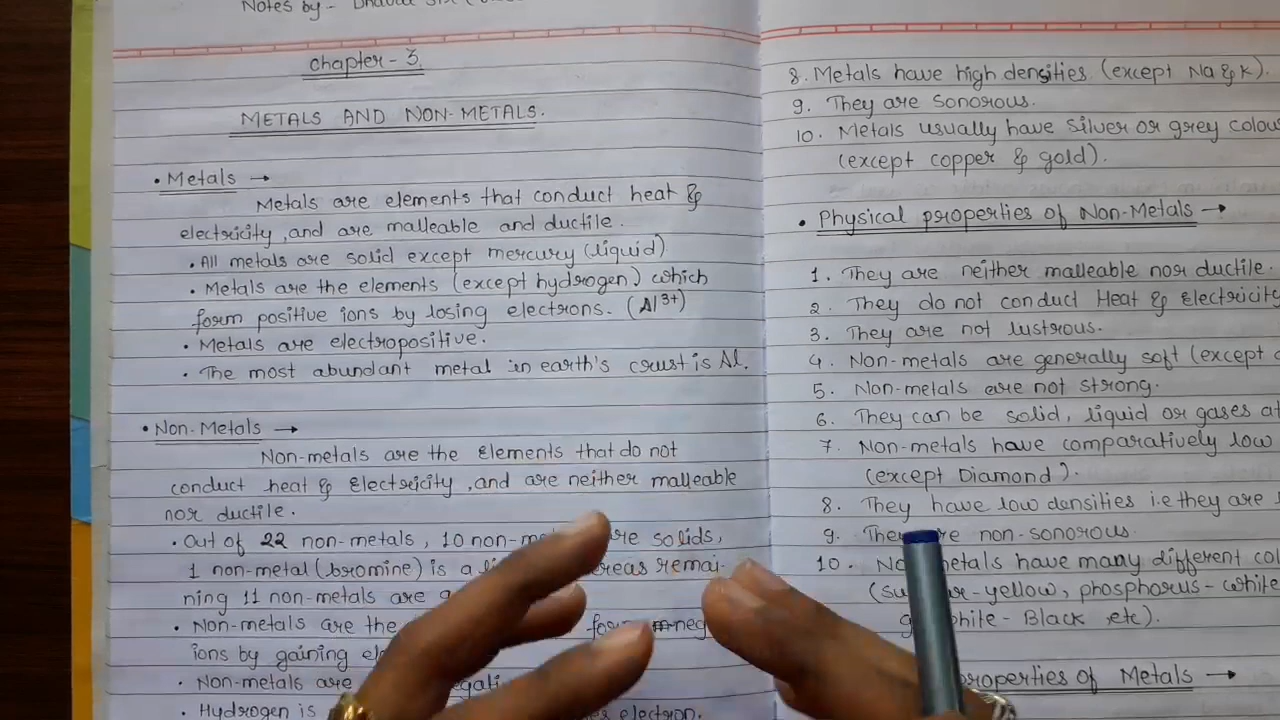 Notes by -
Chapter - 3.
METALS AND NON-METALS.
• Metals →
Metals are elements that conduct heat &
electricity, and are malleable and ductile.
• All metals are solid except mercury (liquid)
• Metals are the elements (except hydrogen) which
form positive ions by losing electrons. (Al³⁺)
• Metals are electropositive.
• The most abundant metal in earth's crust is Al.
• Non-Metals →
Non-metals are the elements that do not
conduct heat & Electricity, and are neither malleable
nor ductile.
• Out of 22 non-metals, 10 non-me are solids,
1 non-metal (bromine) is a remai-
ning 11 non-metals are
• Non-metals are the form neg
ions by gaining
• Non-metals are
• Hydrogen is electron.
8. Metals have high densities (except Na & K).
9. They are sonorous.
10. Metals usually have silver or grey colou
(except copper & gold).
• Physical properties of Non-Metals →
1. They are neither malleable nor ductile.
2. They do not conduct Heat & Electricit
3. They are not lustrous.
4. Non-metals are generally soft (except
5. Non-metals are not strong.
6. They can be solid, liquid or gases at
7. Non-metals have comparatively low
(except Diamond).
8. They have low densities i.e they are
9. They are non-sonorous.
10. Non-metals have many different col
(su r-yellow, phosphorus-white
g phite - Black, etc).
properties of Metals →